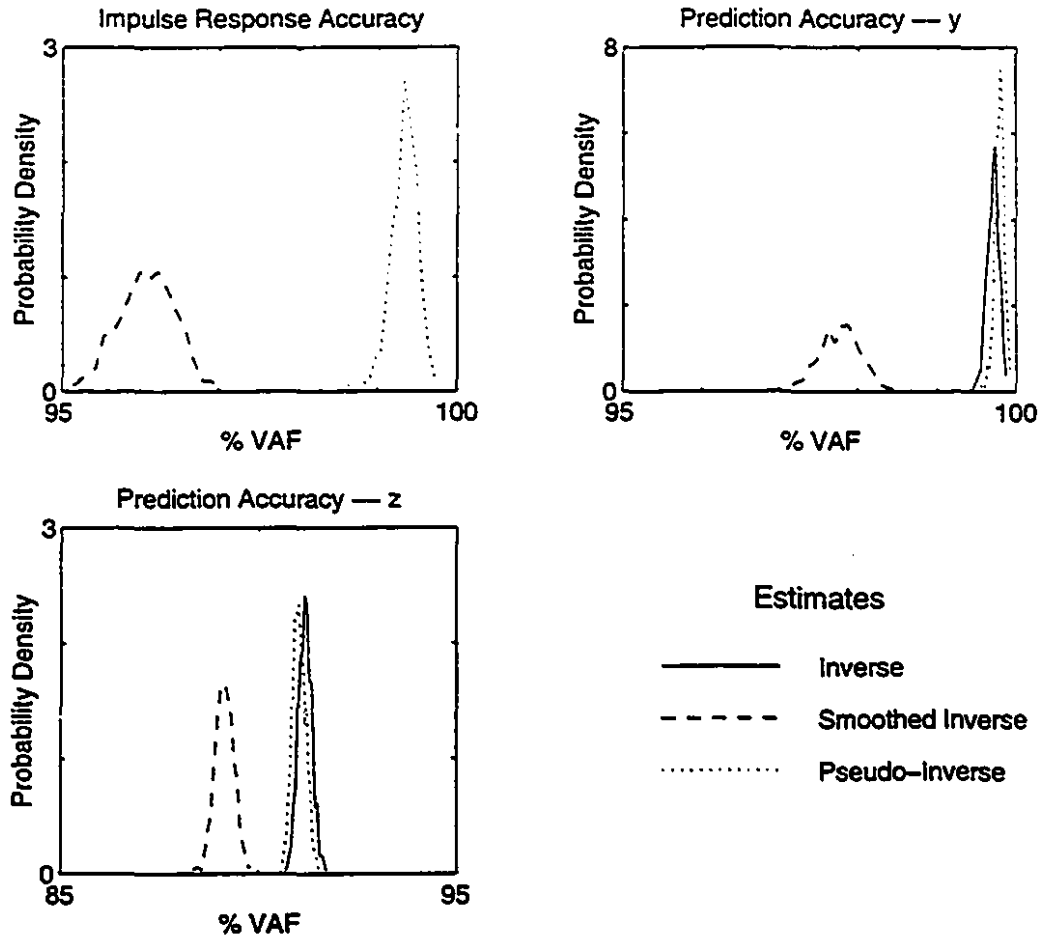 Impulse Response Accuracy
3
Probability Density
0
95
100
% VAF
Prediction Accuracy — y
8
Probability Density
0
95
100
% VAF
Prediction Accuracy — z
3
Probability Density
0
85
95
% VAF
Estimates
Inverse
Smoothed Inverse
Pseudo-Inverse